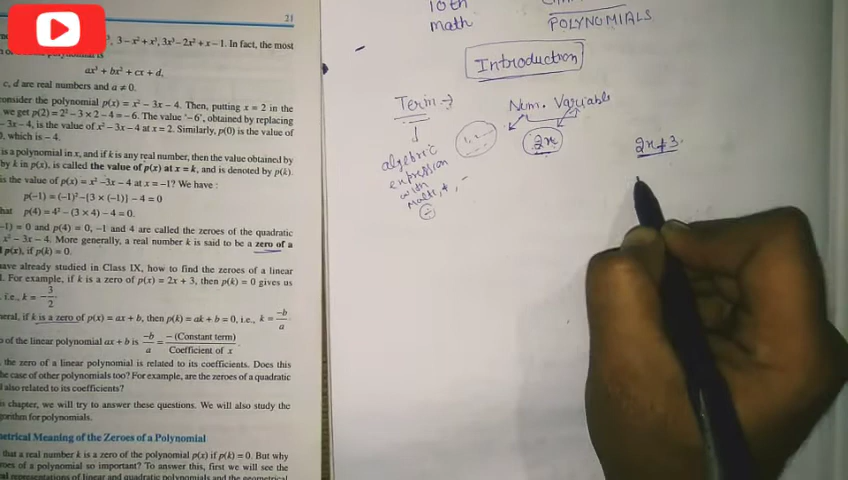 21
3 − x² + x³, 3x³ − 2x² + x − 1. In fact, the most
ax³ + bx² + cx + d,
c, d are real numbers and a ≠ 0.
consider the polynomial p(x) = x² − 3x − 4. Then, putting x = 2 in the
we get p(2) = 2² − 3 × 2 − 4 = − 6. The value '− 6', obtained by replacing
− 3x − 4, is the value of x² − 3x − 4 at x = 2. Similarly, p(0) is the value of
, which is − 4.
is a polynomial in x, and if k is any real number, then the value obtained by
by k in p(x), is called the value of p(x) at x = k, and is denoted by p(k).
is the value of p(x) = x² − 3x − 4 at x = −1? We have :
p(−1) = (−1)² − {3 × (−1)} − 4 = 0
hat p(4) = 4² − (3 × 4) − 4 = 0.
−1) = 0 and p(4) = 0, −1 and 4 are called the zeroes of the quadratic
x² − 3x − 4. More generally, a real number k is said to be a zero of a
p(x), if p(k) = 0.
ave already studied in Class IX, how to find the zeroes of a linear
. For example, if k is a zero of p(x) = 2x + 3, then p(k) = 0 gives us
i.e., k = −3/2.
neral, if k is a zero of p(x) = ax + b, then p(k) = ak + b = 0, i.e., k = −b/a
o of the linear polynomial ax + b is −b/a = −(Constant term)/Coefficient of x.
the zero of a linear polynomial is related to its coefficients. Does this
he case of other polynomials too? For example, are the zeroes of a quadratic
also related to its coefficients?
is chapter, we will try to answer these questions. We will also study the
gorithm for polynomials.
metrical Meaning of the Zeroes of a Polynomial
that a real number k is a zero of the polynomial p(x) if p(k) = 0. But why
roes of a polynomial so important? To answer this, first we will see the
representations of linear and quadratic polynomials and the geometrical
10th
math
POLYNOMIALS
Introduction
Term →
Num. Variable
2x
2x + 3
algebric
expression
with
÷